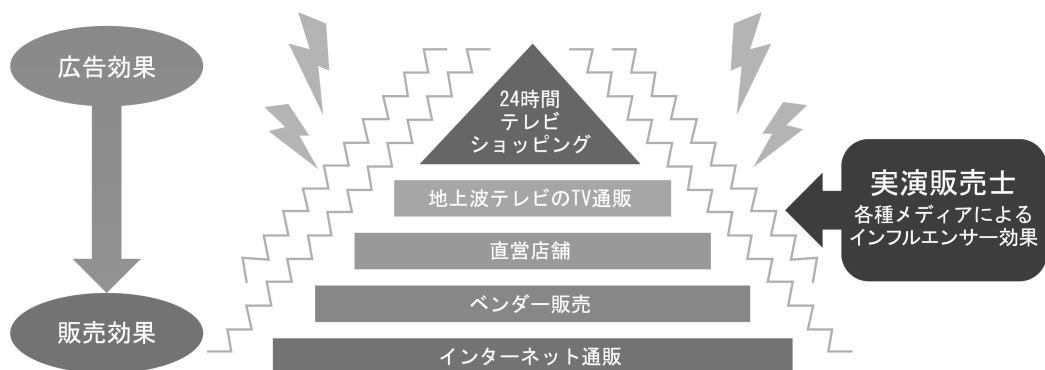 広告効果
販売効果
24時間
テレビ
ショッピング
地上波テレビのTV通販
直営店舗
ベンダー販売
インターネット通販
実演販売士
各種メディアによる
インフルエンサー効果